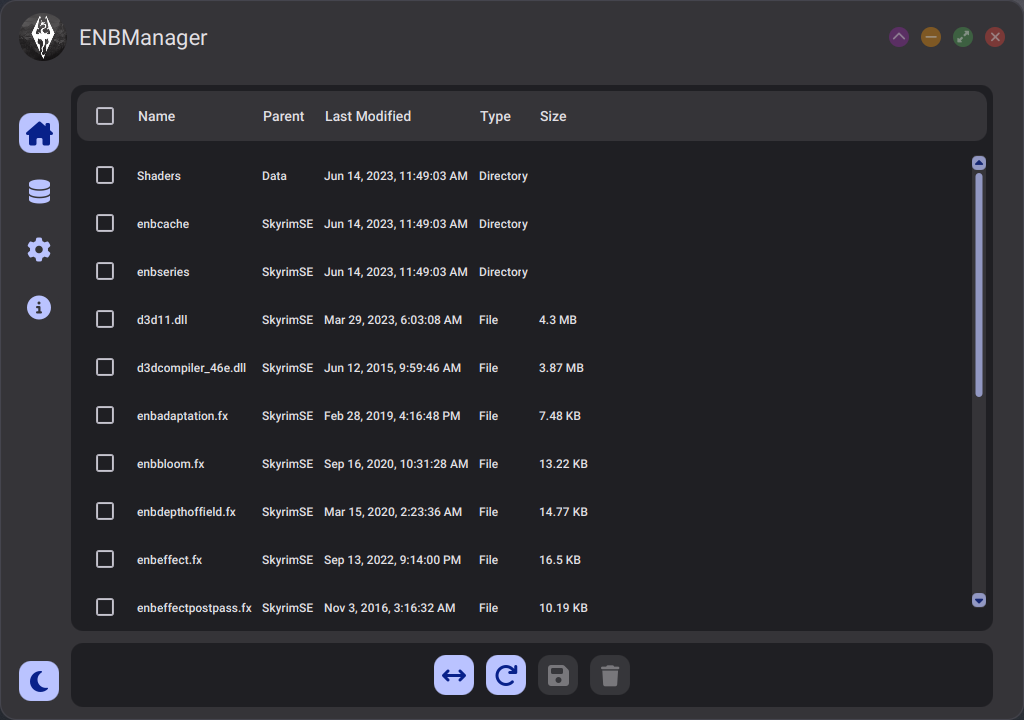 ENBManager
Name Parent Last Modified Type Size
Shaders Data Jun 14, 2023, 11:49:03 AM Directory
enbcache SkyrimSE Jun 14, 2023, 11:49:03 AM Directory
enbseries SkyrimSE Jun 14, 2023, 11:49:03 AM Directory
d3d11.dll SkyrimSE Mar 29, 2023, 6:03:08 AM File 4.3 MB
d3dcompiler_46e.dll SkyrimSE Jun 12, 2015, 9:59:46 AM File 3.87 MB
enbadaptation.fx SkyrimSE Feb 28, 2019, 4:16:48 PM File 7.48 KB
enbbloom.fx SkyrimSE Sep 16, 2020, 10:31:28 AM File 13.22 KB
enbdepthoffield.fx SkyrimSE Mar 15, 2020, 2:23:36 AM File 14.77 KB
enbeffect.fx SkyrimSE Sep 13, 2022, 9:14:00 PM File 16.5 KB
enbeffectpostpass.fx SkyrimSE Nov 3, 2016, 3:16:32 AM File 10.19 KB